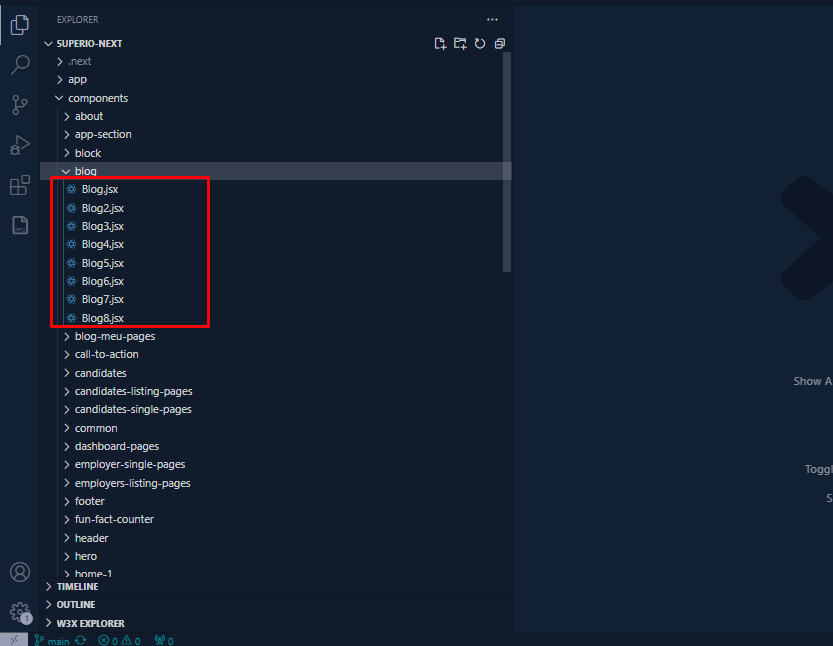 EXPLORER
SUPERIO-NEXT
.next
app
components
about
app-section
block
blog
Blog.jsx
Blog2.jsx
Blog3.jsx
Blog4.jsx
Blog5.jsx
Blog6.jsx
Blog7.jsx
Blog8.jsx
blog-meu-pages
call-to-action
candidates
candidates-listing-pages
candidates-single-pages
common
dashboard-pages
employer-single-pages
employers-listing-pages
footer
fun-fact-counter
header
hero
home-1
Show A
Toggl
S
TIMELINE
OUTLINE
W3X EXPLORER
1
main 0 0 0